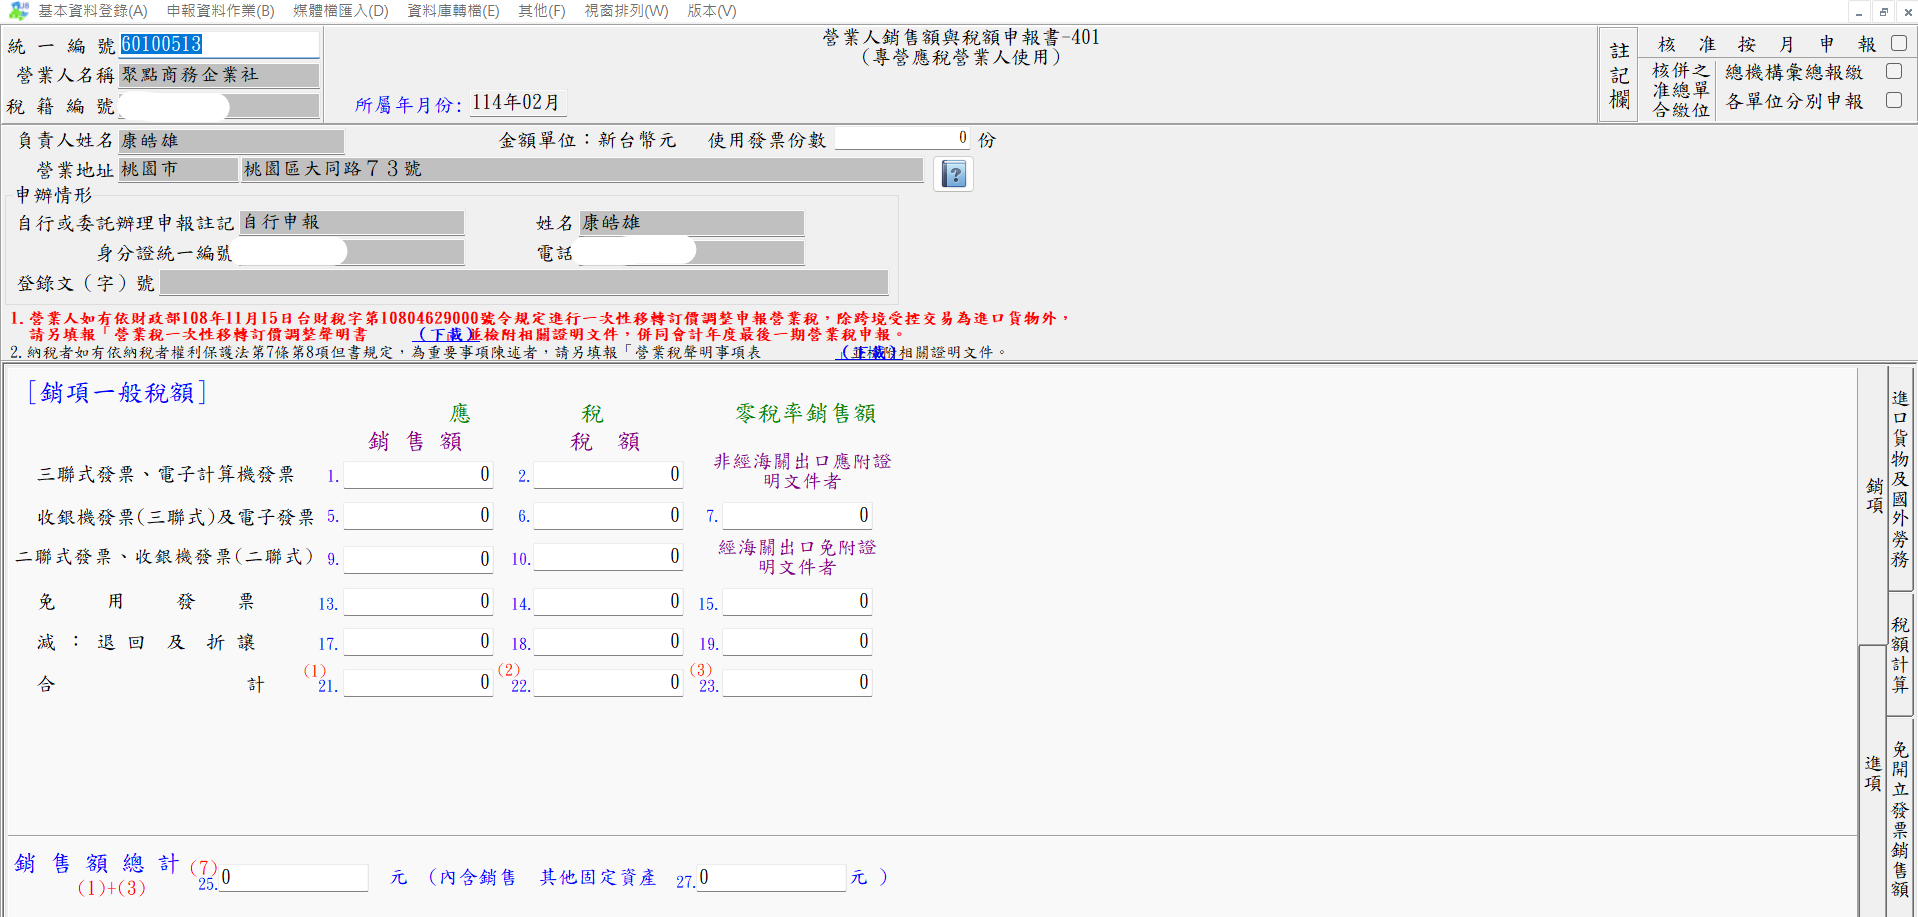 基本資料登錄(A) 申報資料作業(B) 媒體檔匯入(D) 資料庫轉檔(E) 其他(F) 視窗排列(W) 版本(V)
統一編號 60100513
營業人名稱 聚點商務企業社
稅籍編號
所屬年月份: 114年02月
營業人銷售額與稅額申報書-401
(專營應稅營業人使用)
註記欄
核准按月申報
核准合併總繳之單位
總機構彙總報繳
各單位分別申報
負責人姓名 康皓雄
金額單位：新台幣元 使用發票份數 0 份
營業地址 桃園市 桃園區大同路７３號
申辦情形
自行或委託辦理申報註記 自行申報 姓名 康皓雄
身分證統一編號 電話
登錄文（字）號
1. 營業人如有依財政部108年11月15日台財稅字第10804629000號令規定進行一次性移轉訂價調整申報營業稅，除跨境受控交易為進口貨物外，
請另填報「營業稅一次性移轉訂價調整聲明書 (下載) 並檢附相關證明文件，併同會計年度最後一期營業稅申報。
2. 納稅者如有依納稅者權利保護法第7條第8項但書規定，為重要事項陳述者，請另填報「營業稅聲明事項表 (下載) 相關證明文件。
[銷項一般稅額]
應 稅 零稅率銷售額
銷售額 稅額
非經海關出口應附證明文件者
三聯式發票、電子計算機發票 1. 0 2. 0
收銀機發票(三聯式)及電子發票 5. 0 6. 0 7. 0
經海關出口免附證明文件者
二聯式發票、收銀機發票(二聯式) 9. 0 10. 0
免用發票 13. 0 14. 0 15. 0
減：退回及折讓 17. 0 18. 0 19. 0
合計 (1) 21. 0 (2) 22. 0 (3) 23. 0
銷售額總計 (7)
(1)+(3) 25. 0 元 (內含銷售 其他固定資產 27. 0 元 )
銷項
進項
進口貨物及國外勞務
稅額計算
免開立發票銷售額